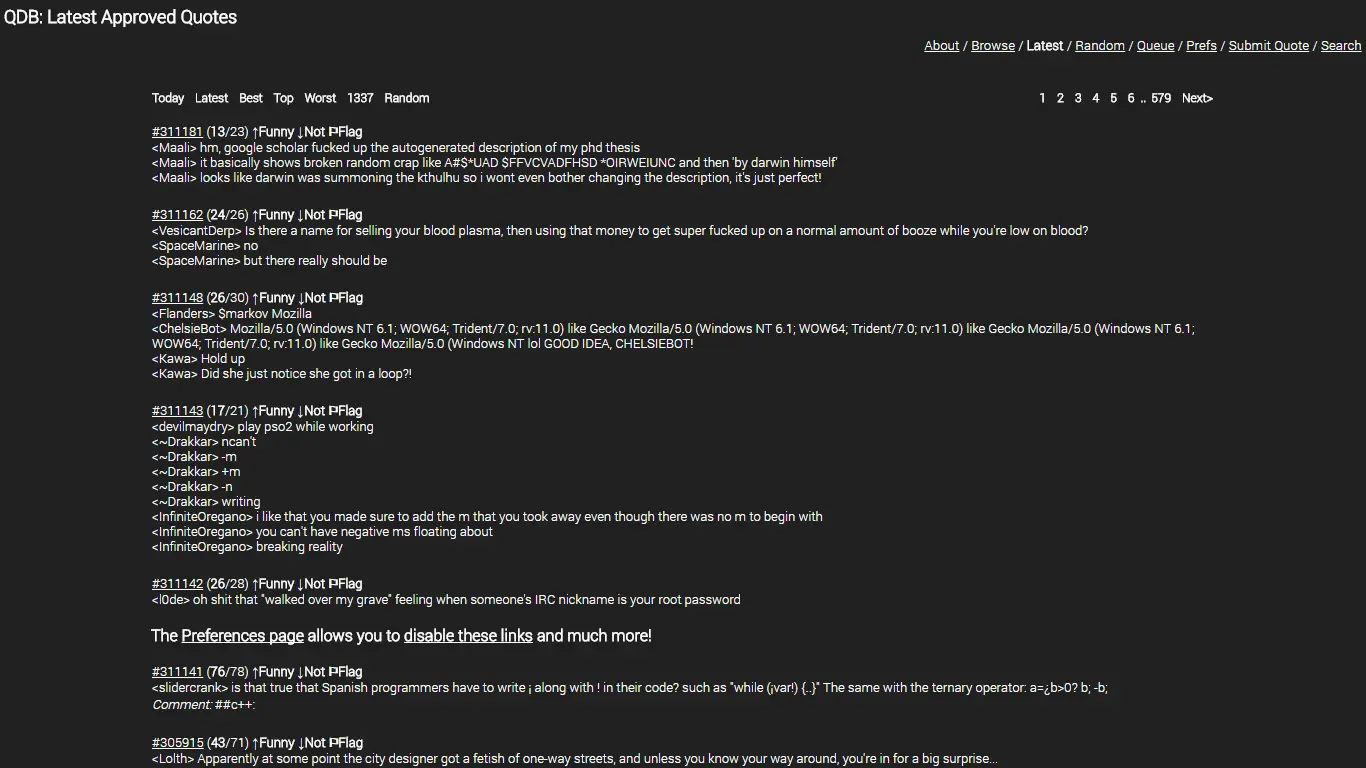 QDB: Latest Approved Quotes
About / Browse / Latest / Random / Queue / Prefs / Submit Quote / Search
Today Latest Best Top Worst 1337 Random
1 2 3 4 5 6 .. 579 Next>
#311181 (13/23) ↑Funny ↓Not ⚐Flag
<Maali> hm, google scholar fucked up the autogenerated description of my phd thesis
<Maali> it basically shows broken random crap like A#$*UAD $FFVCVADFHSD *OIRWEIUNC and then 'by darwin himself'
<Maali> looks like darwin was summoning the kthulhu so i wont even bother changing the description, it's just perfect!
#311162 (24/26) ↑Funny ↓Not ⚐Flag
<VesicantDerp> Is there a name for selling your blood plasma, then using that money to get super fucked up on a normal amount of booze while you're low on blood?
<SpaceMarine> no
<SpaceMarine> but there really should be
#311148 (26/30) ↑Funny ↓Not ⚐Flag
<Flanders> $markov Mozilla
<ChelsieBot> Mozilla/5.0 (Windows NT 6.1; WOW64; Trident/7.0; rv:11.0) like Gecko Mozilla/5.0 (Windows NT 6.1; WOW64; Trident/7.0; rv:11.0) like Gecko Mozilla/5.0 (Windows NT 6.1;
WOW64; Trident/7.0; rv:11.0) like Gecko Mozilla/5.0 (Windows NT lol GOOD IDEA, CHELSIEBOT!
<Kawa> Hold up
<Kawa> Did she just notice she got in a loop?!
#311143 (17/21) ↑Funny ↓Not ⚐Flag
<devilmaydry> play pso2 while working
<~Drakkar> ncan't
<~Drakkar> -m
<~Drakkar> +m
<~Drakkar> -n
<~Drakkar> writing
<InfiniteOregano> i like that you made sure to add the m that you took away even though there was no m to begin with
<InfiniteOregano> you can't have negative ms floating about
<InfiniteOregano> breaking reality
#311142 (26/28) ↑Funny ↓Not ⚐Flag
<l0de> oh shit that "walked over my grave" feeling when someone's IRC nickname is your root password
The Preferences page allows you to disable these links and much more!
#311141 (76/78) ↑Funny ↓Not ⚐Flag
<slidercrank> is that true that Spanish programmers have to write ¡ along with ! in their code? such as "while (¡var!) {..}" The same with the ternary operator: a=¿b>0? b; -b;
Comment: ##c++:
#305915 (43/71) ↑Funny ↓Not ⚐Flag
<Lolth> Apparently at some point the city designer got a fetish of one-way streets, and unless you know your way around, you're in for a big surprise...